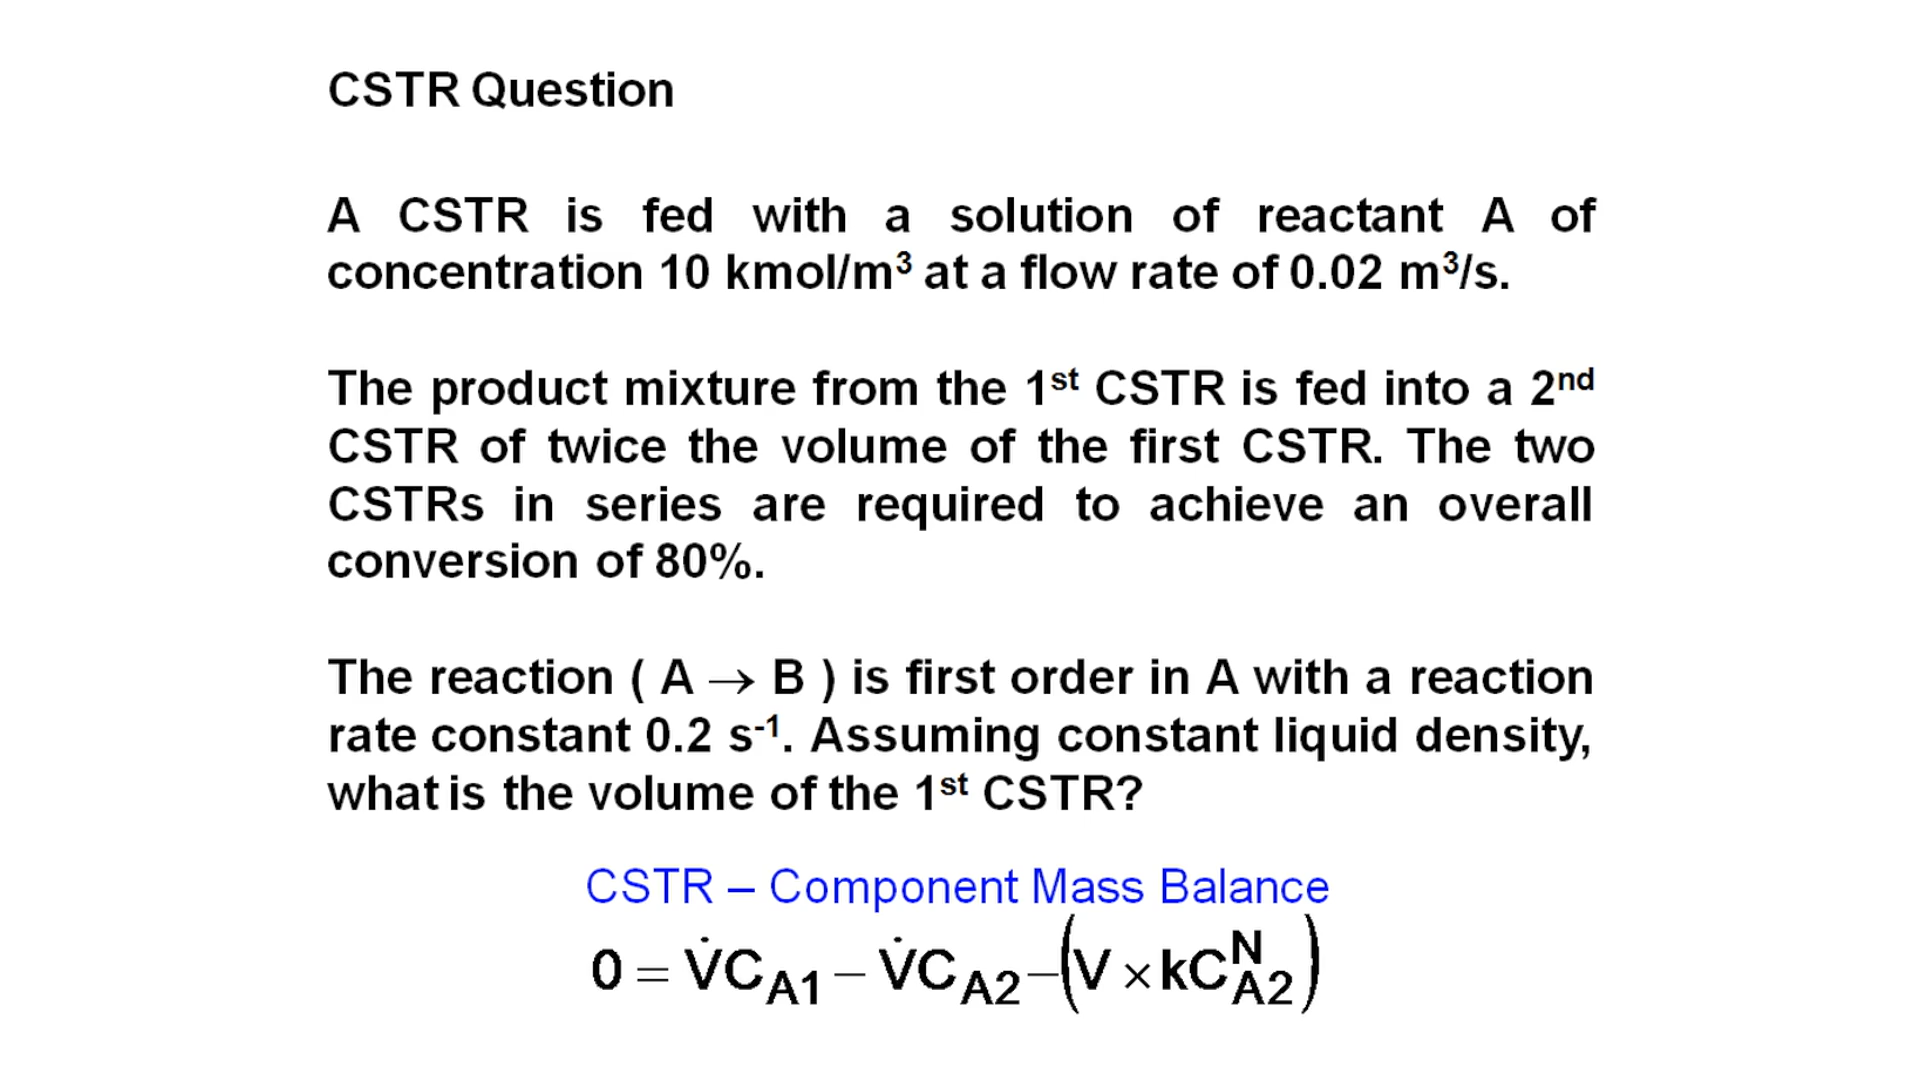 CSTR Question
A CSTR is fed with a solution of reactant A of
concentration 10 kmol/m³ at a flow rate of 0.02 m³/s.
The product mixture from the 1ˢᵗ CSTR is fed into a 2ⁿᵈ
CSTR of twice the volume of the first CSTR. The two
CSTRs in series are required to achieve an overall
conversion of 80%.
The reaction ( A → B ) is first order in A with a reaction
rate constant 0.2 s⁻¹. Assuming constant liquid density,
what is the volume of the 1ˢᵗ CSTR?
CSTR – Component Mass Balance
0 = V̇C_A1 − V̇C_A2 − (V × kC_A2^N)